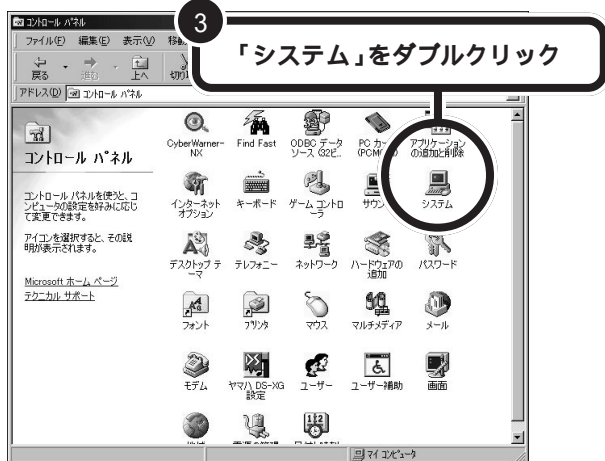 コントロール パネル
3
「システム」をダブルクリック
ファイル(F) 編集(E) 表示(V)
戻る 進む 上へ
アドレス(D) コントロール パネル
コントロール パネル
コントロール パネルを使うと、コ
ンピュータの設定を好みに応じ
て変更できます。
アイコンを選択すると、その説
明が表示されます。
Microsoft ホーム ページ
テクニカル サポート
CyberWarner-
NX
Find Fast
ODBC データ
ソース (32ビ...
アプリケーション
の追加と削除
インターネット
オプション
キーボード
ゲーム コントロ
ーラ
サウンド
システム
デスクトップ テ
ーマ
テレフォニー
ネットワーク
ハードウェアの
追加
パスワード
フォント
プリンタ
マウス
マルチメディア
メール
モデム
ヤマハ DS-XG
設定
ユーザー
ユーザー補助
画面
マイ コンピュータ